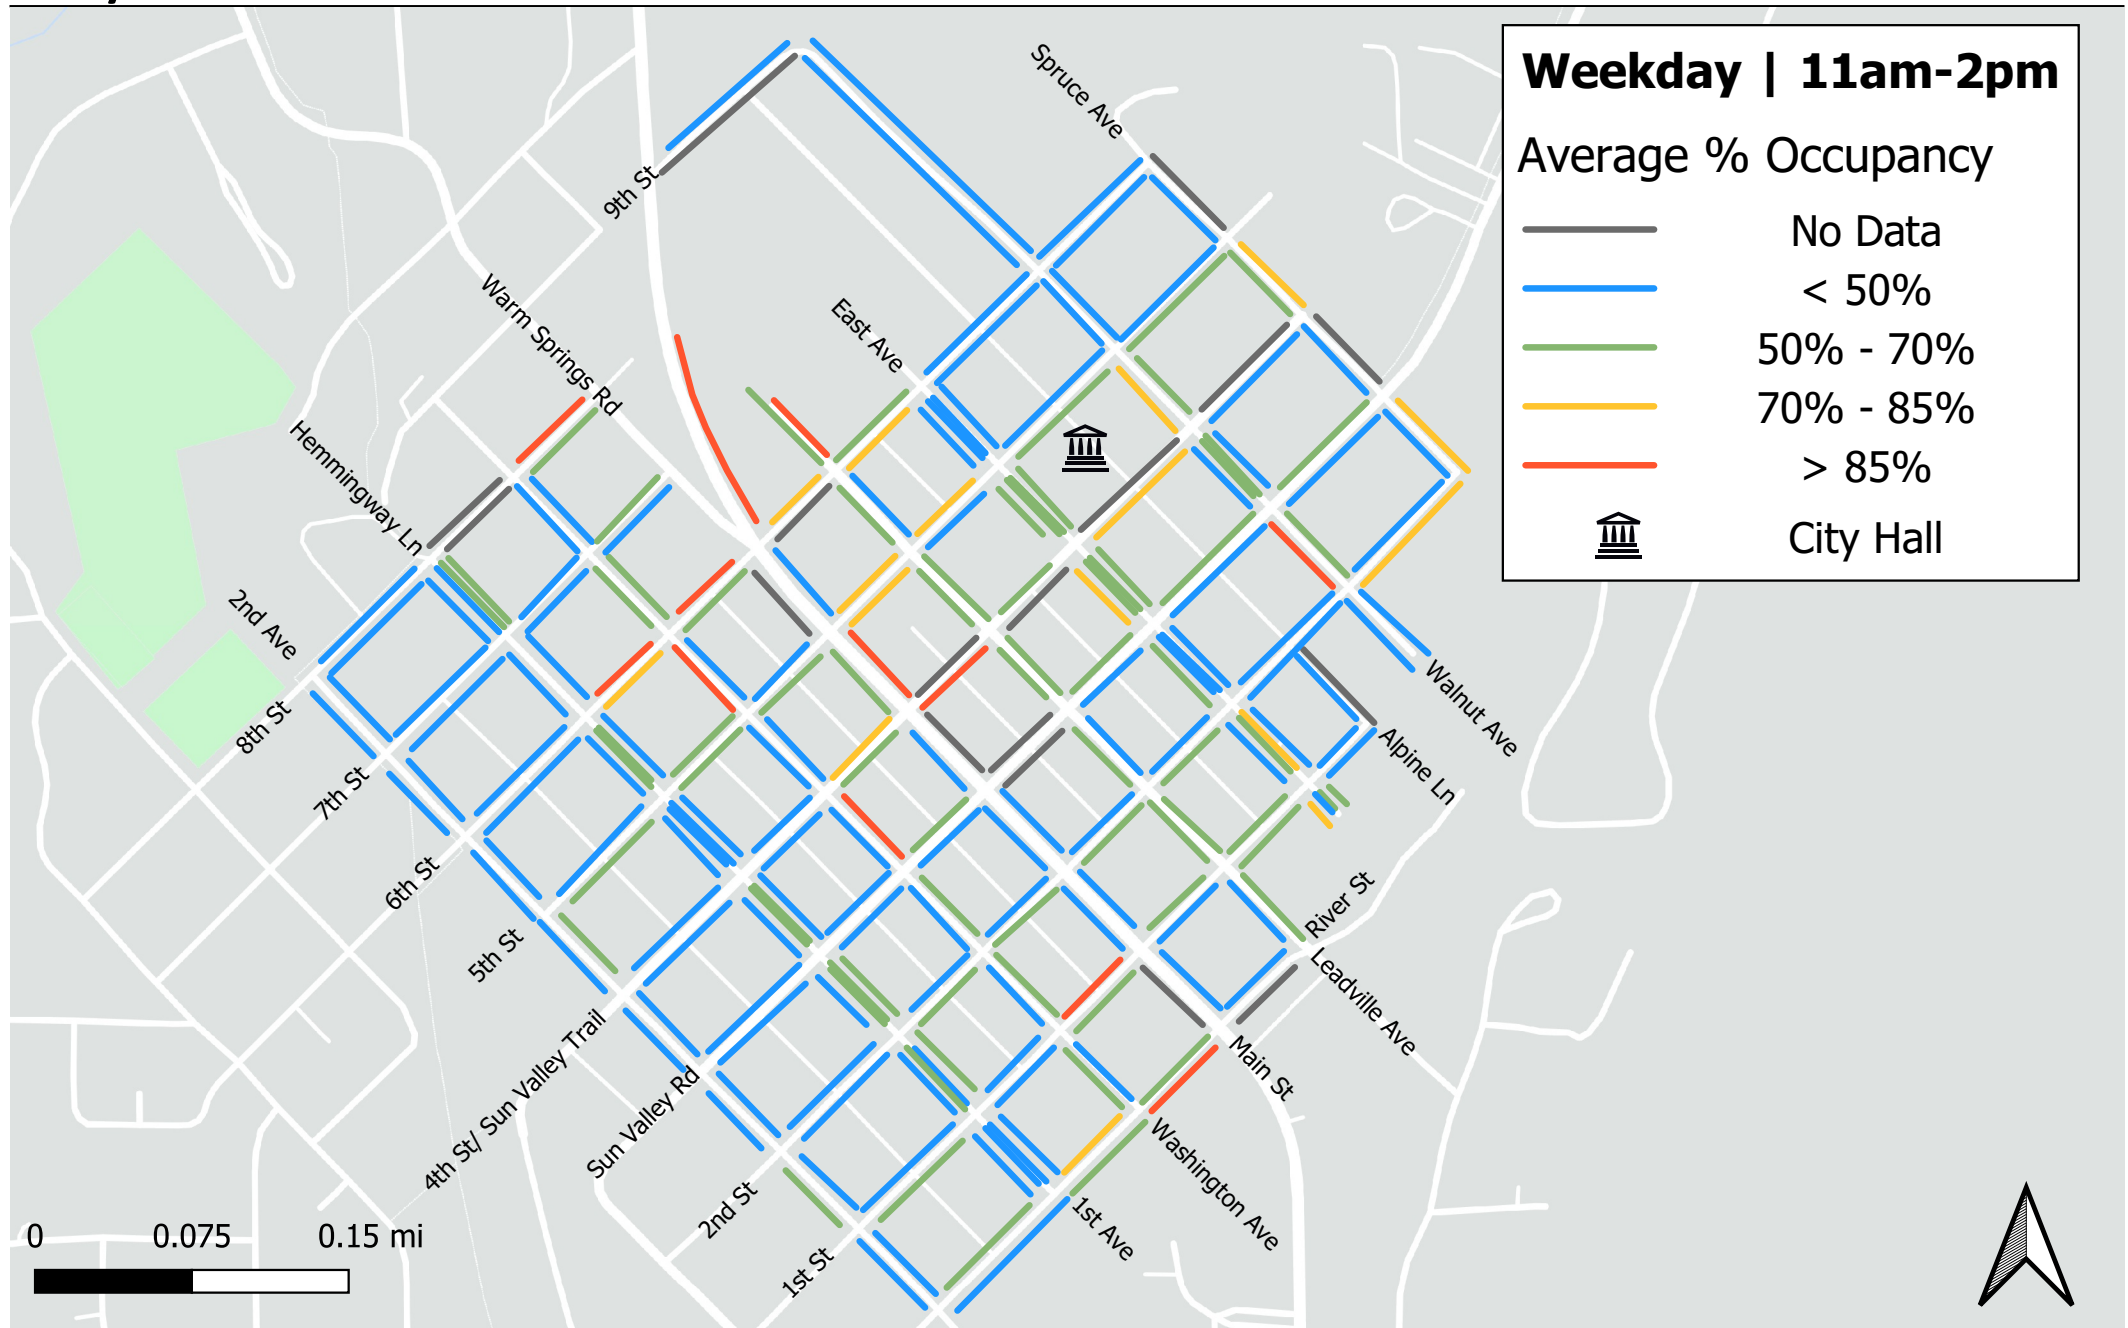 Weekday | 11am-2pm
Average % Occupancy
No Data
< 50%
50% - 70%
70% - 85%
> 85%
City Hall
Spruce Ave
9th St
East Ave
Warm Springs Rd
Hemmingway Ln
2nd Ave
8th St
7th St
6th St
5th St
4th St/ Sun Valley Trail
Sun Valley Rd
2nd St
1st St
1st Ave
Washington Ave
Main St
Leadville Ave
River St
Alpine Ln
Walnut Ave
0 0.075 0.15 mi